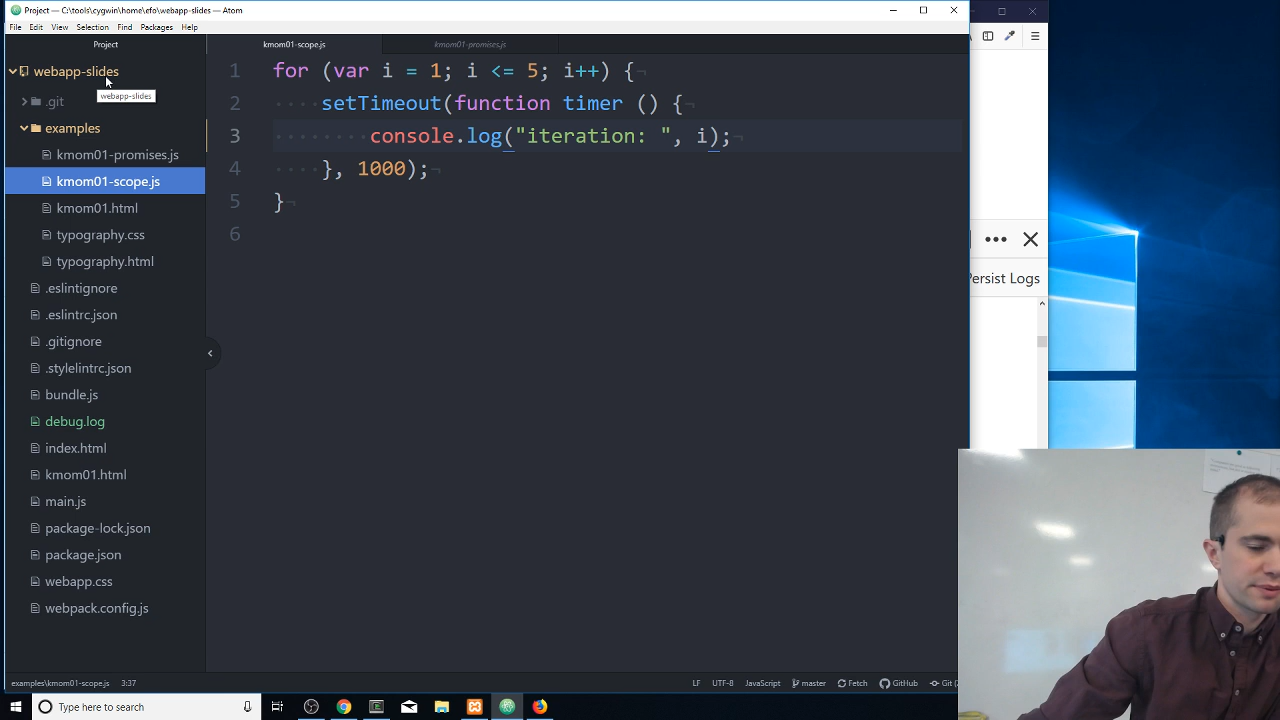 Project — C:\tools\cygwin\home\efo\webapp-slides — Atom
File Edit View Selection Find Packages Help
Project
kmom01-scope.js
kmom01-promises.js
webapp-slides
webapp-slides
.git
examples
kmom01-promises.js
kmom01-scope.js
kmom01.html
typography.css
typography.html
.eslintignore
.eslintrc.json
.gitignore
.stylelintrc.json
bundle.js
debug.log
index.html
kmom01.html
main.js
package-lock.json
package.json
webapp.css
webpack.config.js
1 for (var i = 1; i <= 5; i++) {
2 setTimeout(function timer () {
3 console.log("iteration: ", i);
4 }, 1000);
5 }
6
Persist Logs
examples\kmom01-scope.js 3:37
LF UTF-8 JavaScript master Fetch GitHub Git
Type here to search